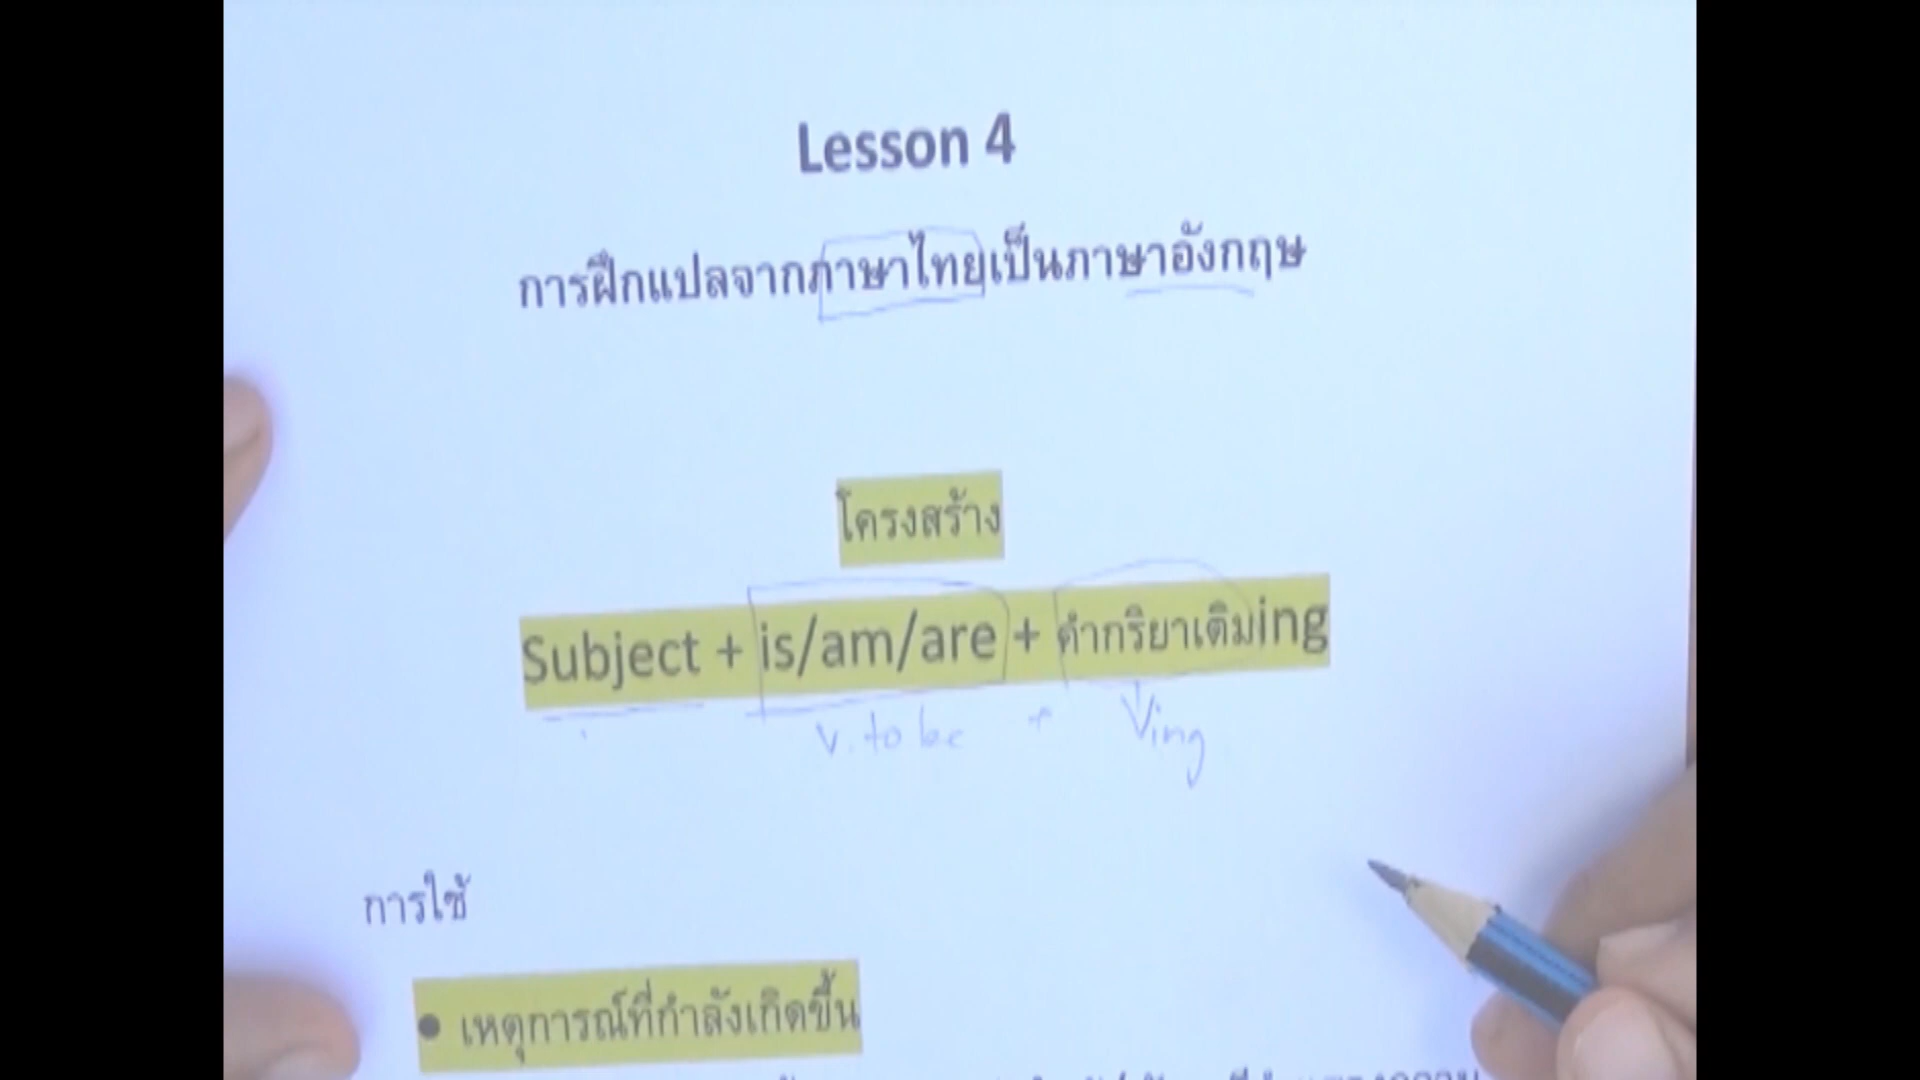 Lesson 4
การฝึกแปลจากภาษาไทยเป็นภาษาอังกฤษ
โครงสร้าง
Subject + is/am/are + คำกริยาเติมing
v. to be + Ving
การใช้
• เหตุการณ์ที่กำลังเกิดขึ้น